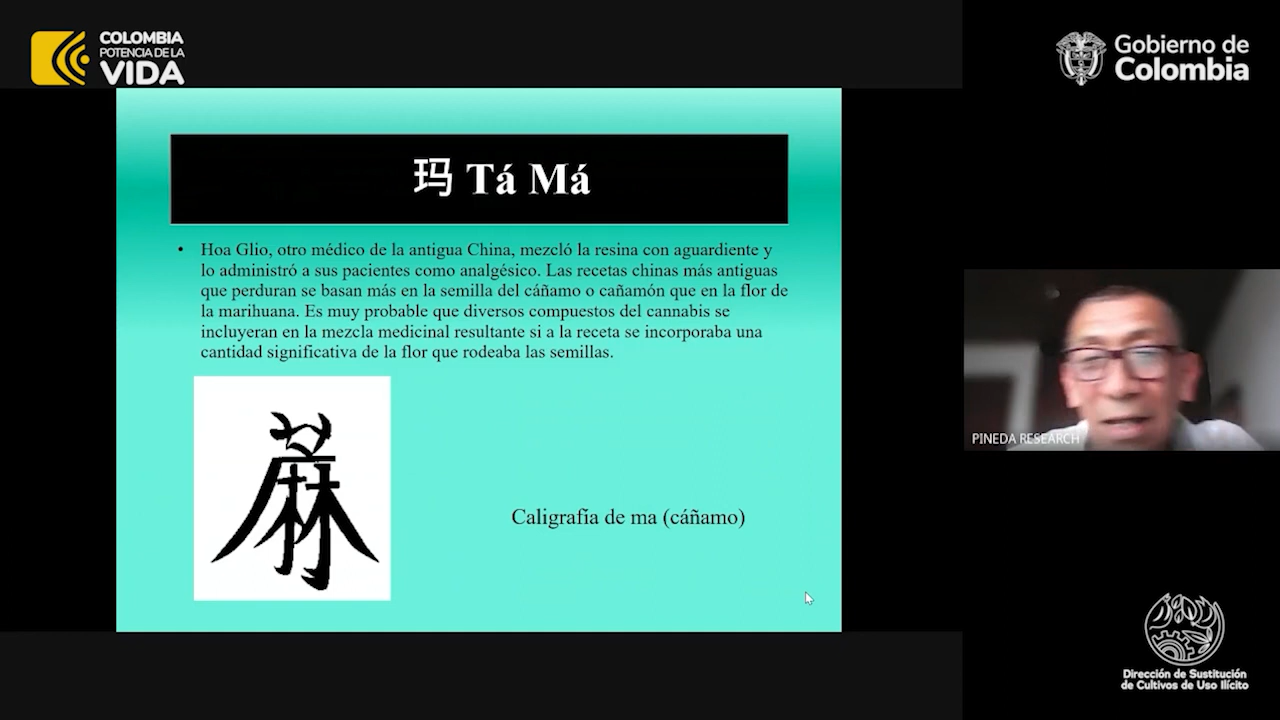 COLOMBIA
POTENCIA DE LA
VIDA
Gobierno de
Colombia
玛 Tá Má
• Hoa Glio, otro médico de la antigua China, mezcló la resina con aguardiente y
lo administró a sus pacientes como analgésico. Las recetas chinas más antiguas
que perduran se basan más en la semilla del cáñamo o cañamón que en la flor de
la marihuana. Es muy probable que diversos compuestos del cannabis se
incluyeran en la mezcla medicinal resultante si a la receta se incorporaba una
cantidad significativa de la flor que rodeaba las semillas.
蔴
Caligrafía de ma (cáñamo)
PINEDA RESEARCH
Dirección de Sustitución
de Cultivos de Uso Ilícito